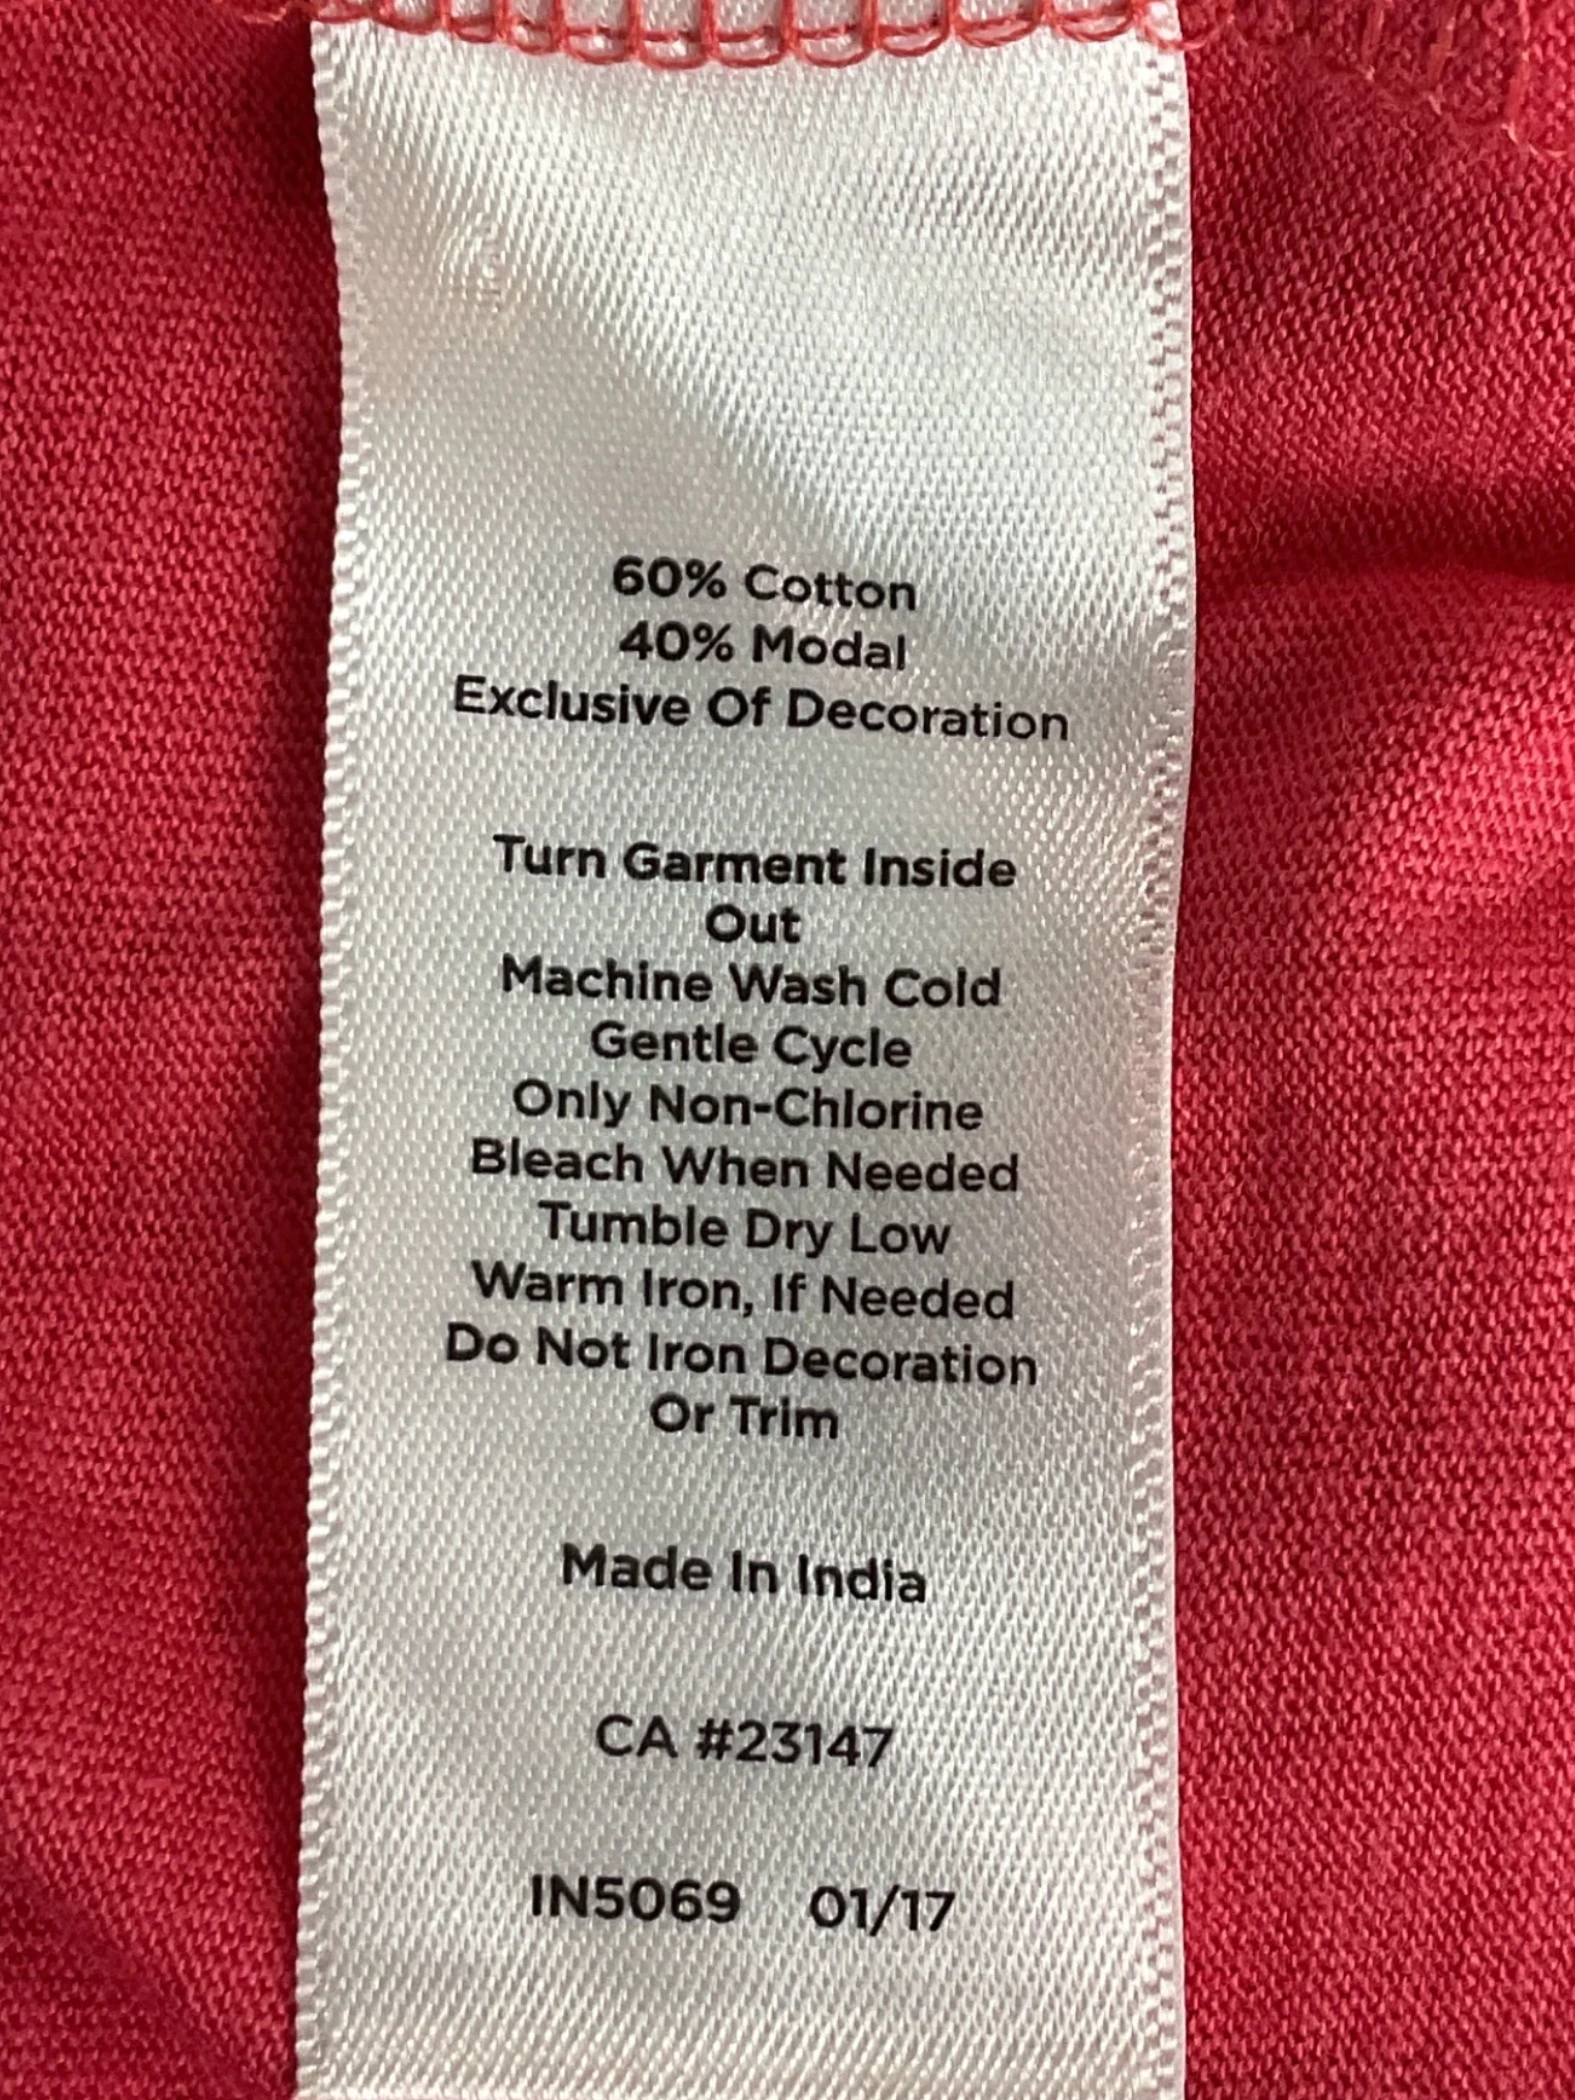 60% Cotton
40% Modal
Exclusive Of Decoration
Turn Garment Inside
Out
Machine Wash Cold
Gentle Cycle
Only Non-Chlorine
Bleach When Needed
Tumble Dry Low
Warm Iron, If Needed
Do Not Iron Decoration
Or Trim
Made In India
CA #23147
IN5069 01/17